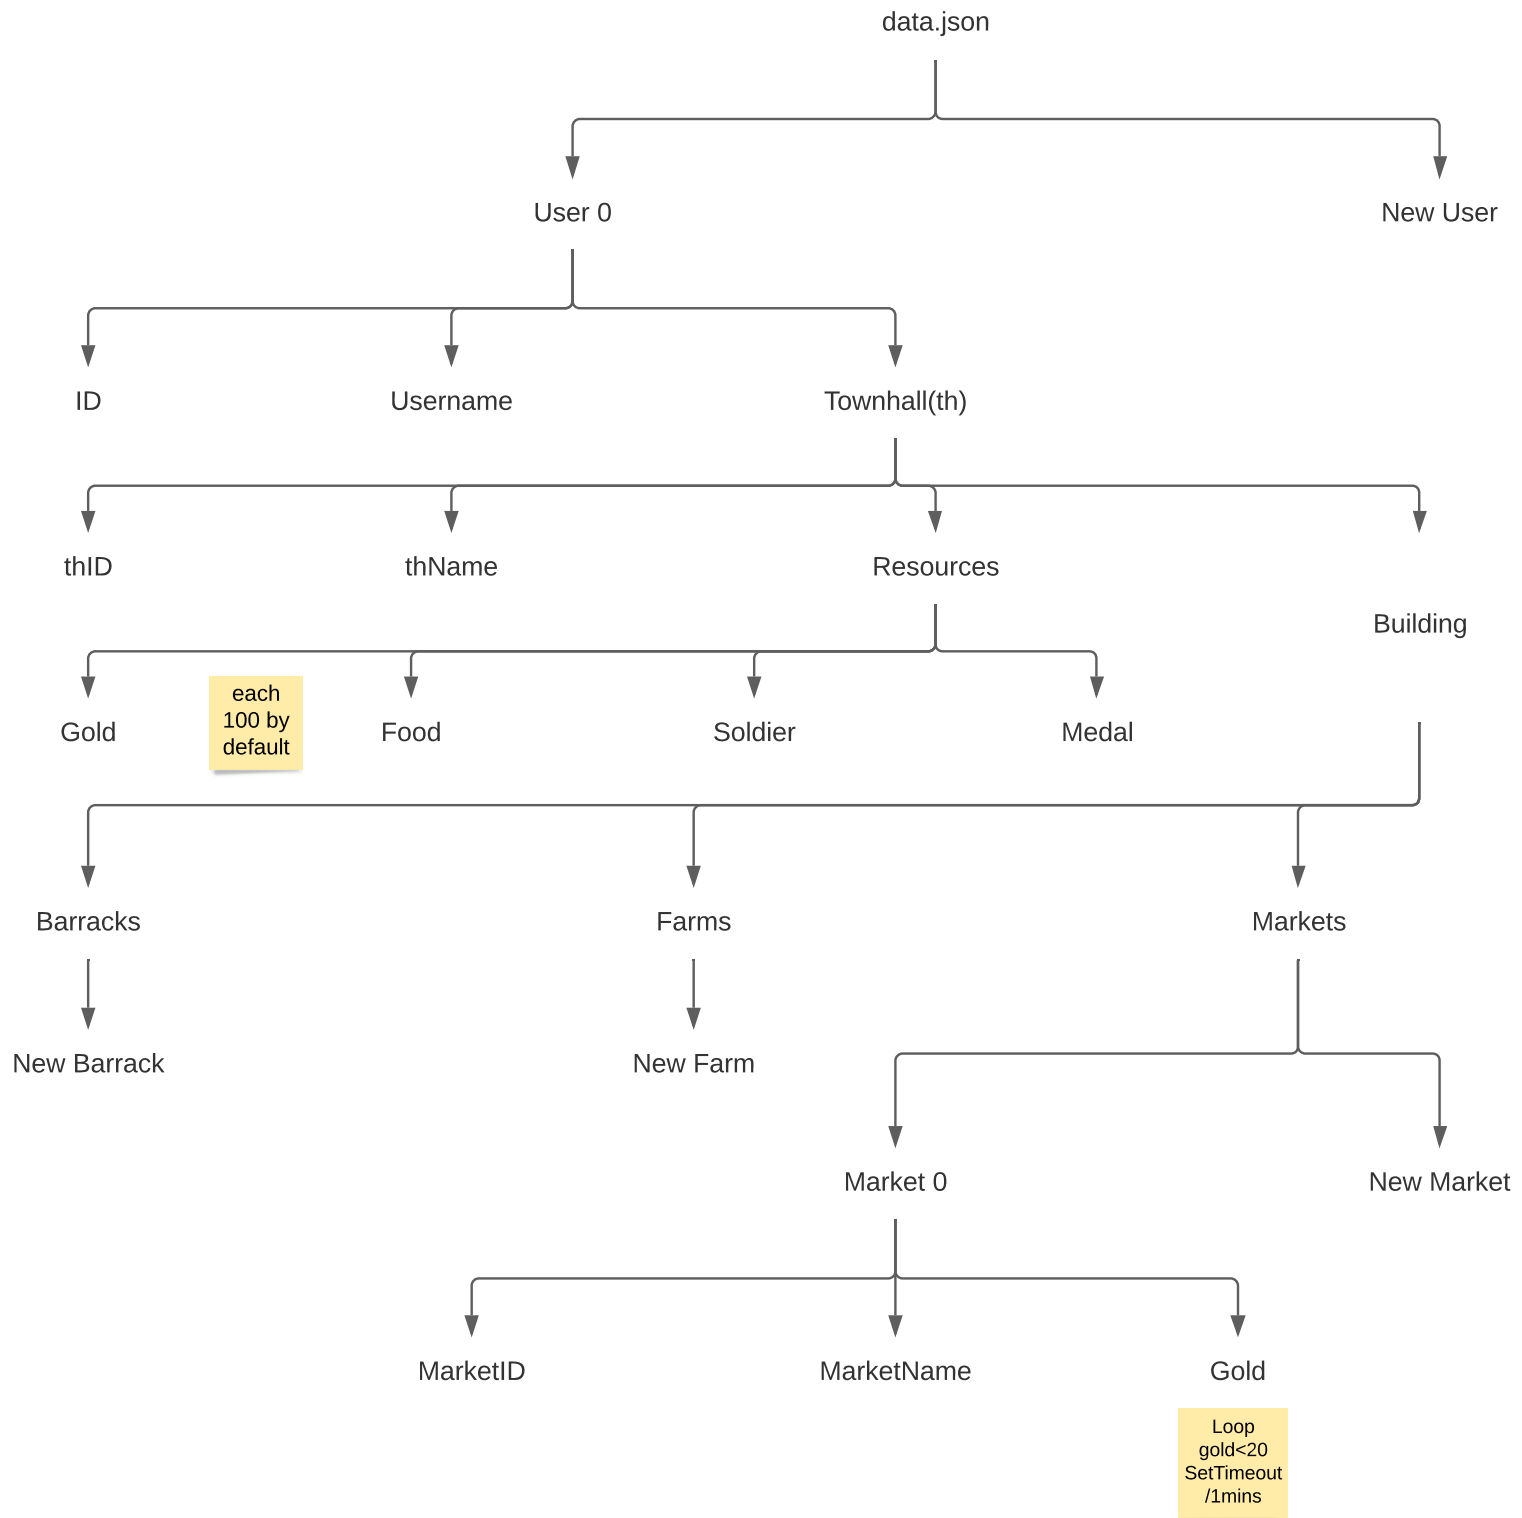 data.json
User 0
New User
ID
Username
Townhall(th)
thID
thName
Resources
Building
Gold
each
100 by
default
Food
Soldier
Medal
Barracks
Farms
Markets
New Barrack
New Farm
Market 0
New Market
MarketID
MarketName
Gold
Loop
gold<20
SetTimeout
/1mins